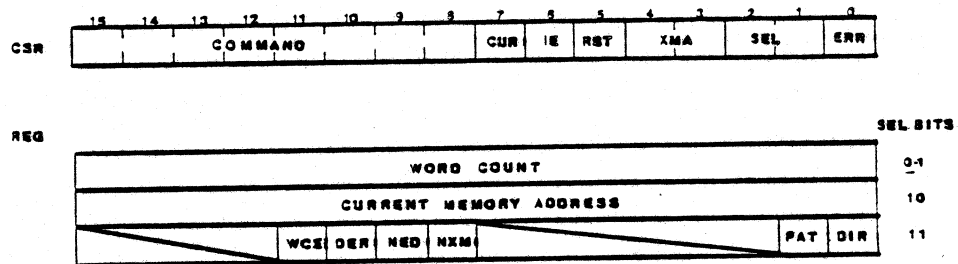 15 14 13 12 11 10 9 8 7 6 5 4 3 2 1 0
CSR COMMAND CUR IE RST XMA SEL ERR
REG SEL BITS
WORD COUNT 0-1
CURRENT MEMORY ADDRESS 10
WCE DER NED NXM PAT DIR 11